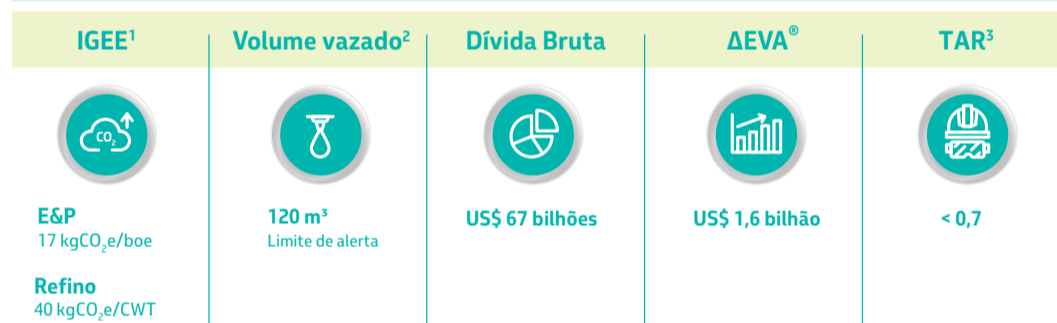 IGEE¹
Volume vazado²
Dívida Bruta
ΔEVA®
TAR³
CO₂
E&P
17 kgCO₂e/boe
Refino
40 kgCO₂e/CWT
120 m³
Limite de alerta
US$ 67 bilhões
US$ 1,6 bilhão
< 0,7